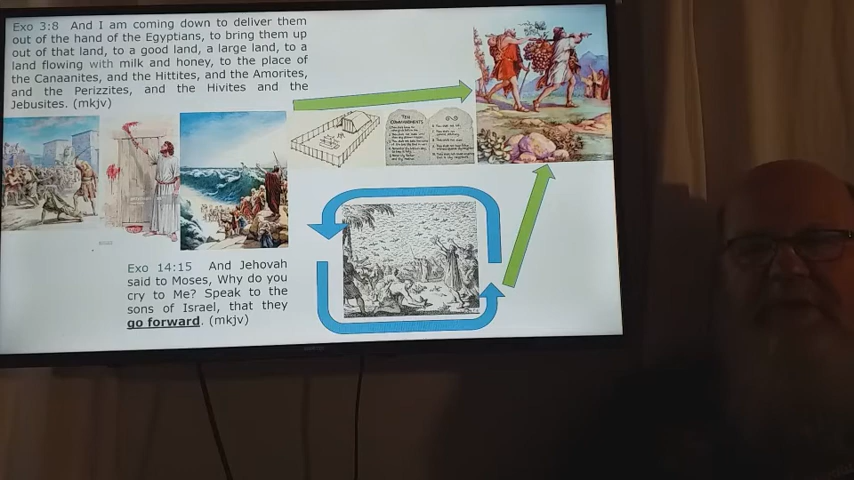 Exo 3:8 And I am coming down to deliver them
out of the hand of the Egyptians, to bring them up
out of that land, to a good land, a large land, to a
land flowing with milk and honey, to the place of
the Canaanites, and the Hittites, and the Amorites,
and the Perizzites, and the Hivites and the
Jebusites. (mkjv)
TEN
COMMANDMENTS
Exo 14:15 And Jehovah
said to Moses, Why do you
cry to Me? Speak to the
sons of Israel, that they
go forward. (mkjv)